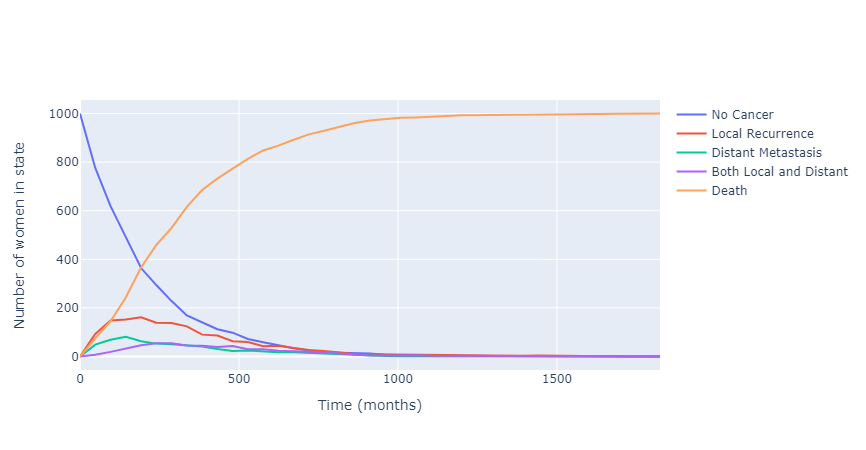 1000
800
600
400
200
0
0
500
1000
1500
Time (months)
Number of women in state
No Cancer
Local Recurrence
Distant Metastasis
Both Local and Distant
Death